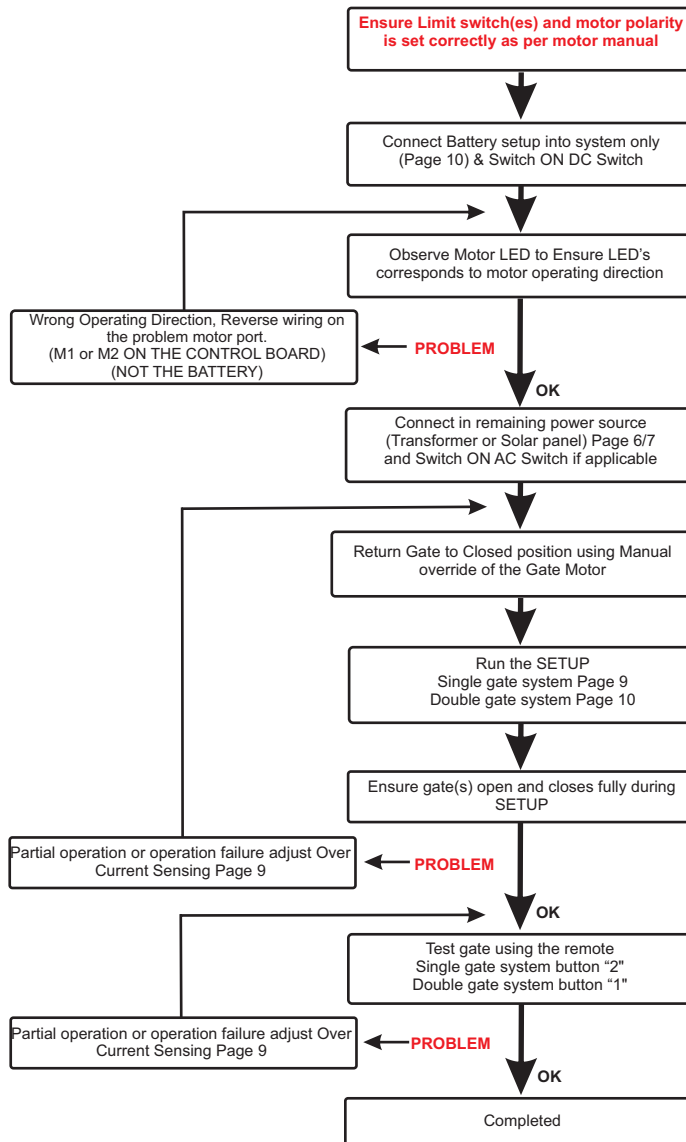 Ensure Limit switch(es) and motor polarity
is set correctly as per motor manual
Connect Battery setup into system only
(Page 10) & Switch ON DC Switch
Observe Motor LED to Ensure LED's
corresponds to motor operating direction
Wrong Operating Direction, Reverse wiring on
the problem motor port.
(M1 or M2 ON THE CONTROL BOARD)
(NOT THE BATTERY)
PROBLEM
OK
Connect in remaining power source
(Transformer or Solar panel) Page 6/7
and Switch ON AC Switch if applicable
Return Gate to Closed position using Manual
override of the Gate Motor
Run the SETUP
Single gate system Page 9
Double gate system Page 10
Ensure gate(s) open and closes fully during
SETUP
Partial operation or operation failure adjust Over
Current Sensing Page 9
PROBLEM
OK
Test gate using the remote
Single gate system button “2"
Double gate system button “1"
Partial operation or operation failure adjust Over
Current Sensing Page 9
PROBLEM
OK
Completed